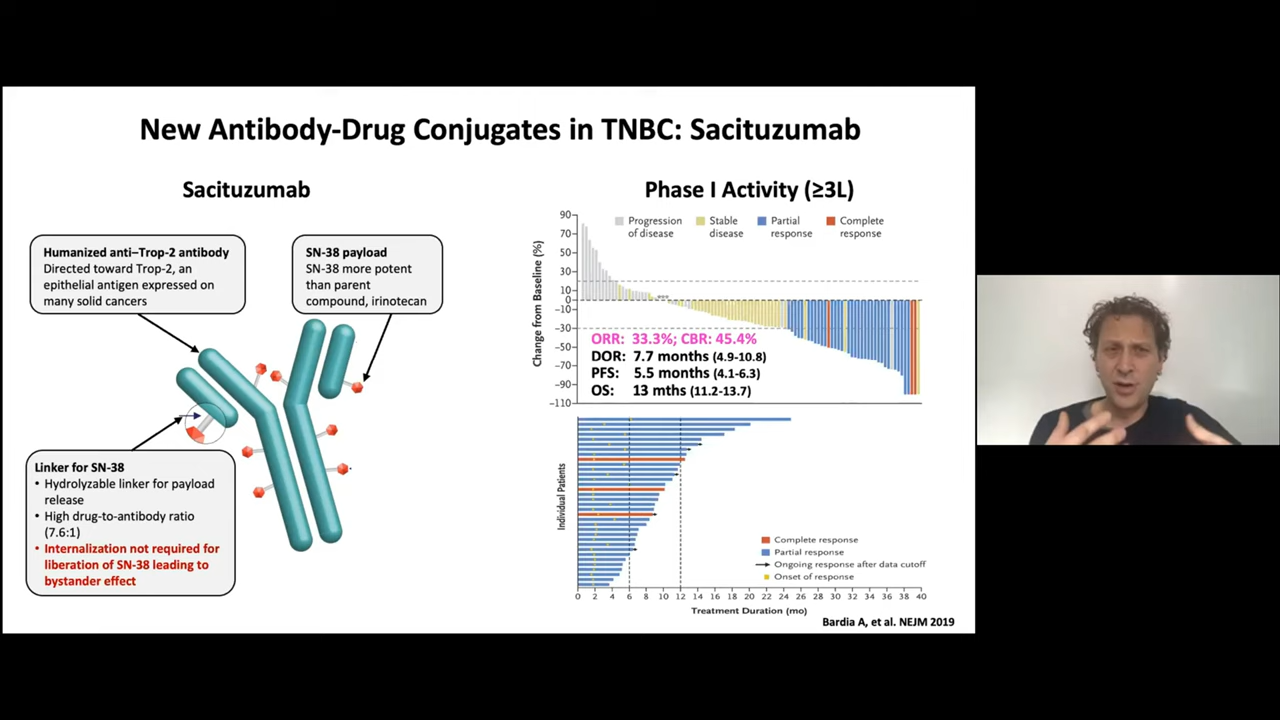 New Antibody-Drug Conjugates in TNBC: Sacituzumab
Sacituzumab
Humanized anti–Trop-2 antibody
Directed toward Trop-2, an
epithelial antigen expressed on
many solid cancers
SN-38 payload
SN-38 more potent
than parent
compound, irinotecan
Linker for SN-38
• Hydrolyzable linker for payload
release
• High drug-to-antibody ratio
(7.6:1)
• Internalization not required for
liberation of SN-38 leading to
bystander effect
Phase I Activity (≥3L)
Change from Baseline (%)
90
70
50
30
10
0
−10
−30
−50
−70
−90
−110
Progression
of disease
Stable
disease
Partial
response
Complete
response
ORR: 33.3%; CBR: 45.4%
DOR: 7.7 months (4.9-10.8)
PFS: 5.5 months (4.1-6.3)
OS: 13 mths (11.2-13.7)
Individual Patients
Complete response
Partial response
Ongoing response after data cutoff
Onset of response
0 2 4 6 8 10 12 14 16 18 20 22 24 26 28 30 32 34 36 38 40
Treatment Duration (mo)
Bardia A, et al. NEJM 2019